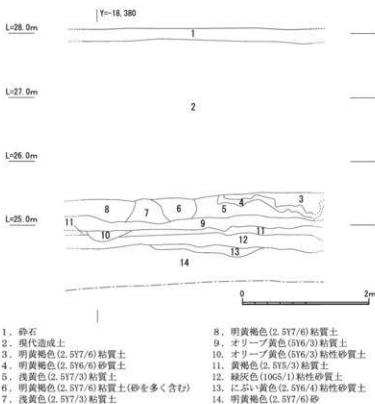 Y=-18,380
L=28.0m
1
L=27.0m
2
L=26.0m
3
4
8
7
6
5
L=25.0m
11
9
11
10
12
13
14
0
2m
1. 砕石
2. 現代造成土
3. 明黄褐色(2.5Y7/6)粘質土
4. 明黄褐色(2.5Y6/6)砂質土
5. 浅黄色(2.5Y7/3)粘質土
6. 明黄褐色(2.5Y7/6)粘質土(砂を多く含む)
7. 浅黄色(2.5Y7/3)粘質土
8. 明黄褐色(2.5Y7/6)粘質土
9. オリーブ黄色(5Y6/3)粘質土
10. オリーブ黄色(5Y6/3)粘性砂質土
11. 黄褐色(2.5Y5/3)粘質土
12. 緑灰色(10G5/1)粘性砂質土
13. にぶい黄色(2.5Y6/4)粘性砂質土
14. 明黄褐色(2.5Y7/6)砂